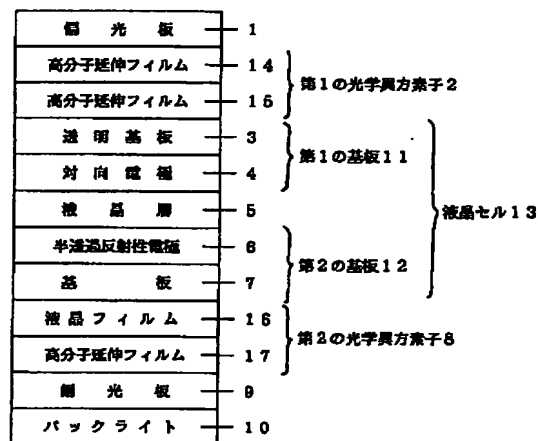 偏光板 1
高分子延伸フィルム 14
高分子延伸フィルム 15
第1の光学異方素子2
透明基板 3
対向電極 4
第1の基板11
液晶層 5
液晶セル13
半透過反射性電極 6
基板 7
第2の基板12
液晶フィルム 16
高分子延伸フィルム 17
第2の光学異方素子8
偏光板 9
バックライト 10